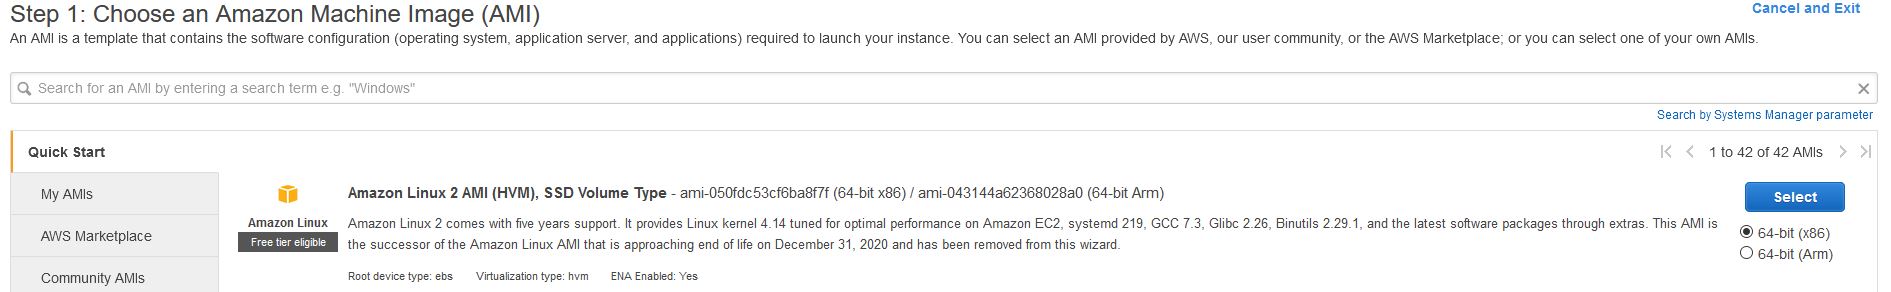 Step 1: Choose an Amazon Machine Image (AMI)
Cancel and Exit
An AMI is a template that contains the software configuration (operating system, application server, and applications) required to launch your instance. You can select an AMI provided by AWS, our user community, or the AWS Marketplace; or you can select one of your own AMIs.
Search for an AMI by entering a search term e.g. "Windows"
Search by Systems Manager parameter
Quick Start
1 to 42 of 42 AMIs
My AMIs
AWS Marketplace
Community AMIs
Amazon Linux
Free tier eligible
Amazon Linux 2 AMI (HVM), SSD Volume Type - ami-050fdc53cf6ba8f7f (64-bit x86) / ami-043144a62368028a0 (64-bit Arm)
Amazon Linux 2 comes with five years support. It provides Linux kernel 4.14 tuned for optimal performance on Amazon EC2, systemd 219, GCC 7.3, Glibc 2.26, Binutils 2.29.1, and the latest software packages through extras. This AMI is
the successor of the Amazon Linux AMI that is approaching end of life on December 31, 2020 and has been removed from this wizard.
Root device type: ebs Virtualization type: hvm ENA Enabled: Yes
Select
64-bit (x86)
64-bit (Arm)